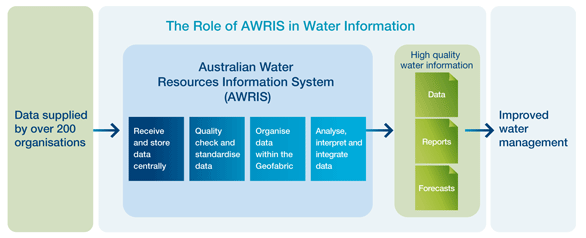 The Role of AWRIS in Water Information
Data supplied
by over 200
organisations
Australian Water
Resources Information System
(AWRIS)
Receive
and store
data
centrally
Quality
check and
standardise
data
Organise
data
within the
Geofabric
Analyse,
interpret and
integrate
data
High quality
water information
Data
Reports
Forecasts
Improved
water
management